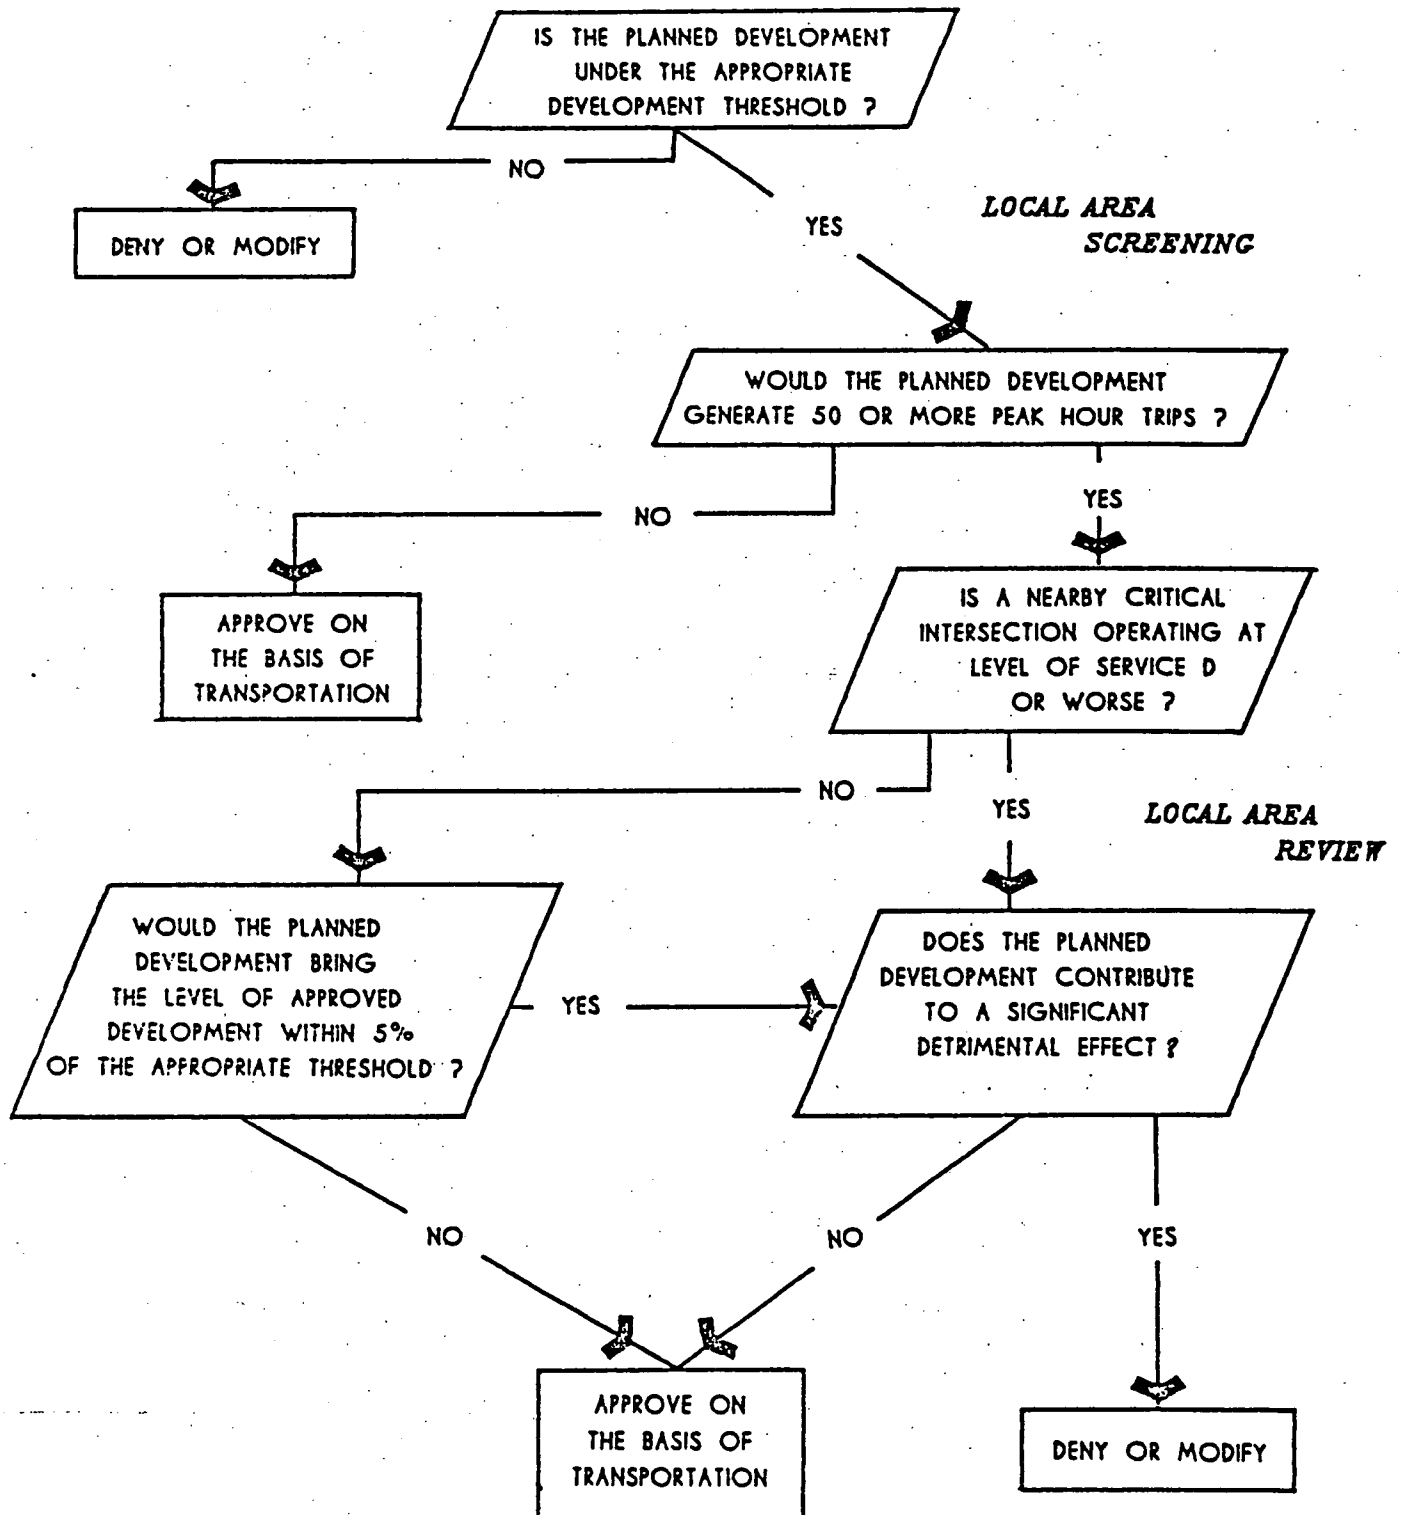 IS THE PLANNED DEVELOPMENT
UNDER THE APPROPRIATE
DEVELOPMENT THRESHOLD ?
NO
DENY OR MODIFY
YES
LOCAL AREA
SCREENING
WOULD THE PLANNED DEVELOPMENT
GENERATE 50 OR MORE PEAK HOUR TRIPS ?
NO
YES
APPROVE ON
THE BASIS OF
TRANSPORTATION
IS A NEARBY CRITICAL
INTERSECTION OPERATING AT
LEVEL OF SERVICE D
OR WORSE ?
NO
YES
LOCAL AREA
REVIEW
WOULD THE PLANNED
DEVELOPMENT BRING
THE LEVEL OF APPROVED
DEVELOPMENT WITHIN 5%
OF THE APPROPRIATE THRESHOLD ?
YES
DOES THE PLANNED
DEVELOPMENT CONTRIBUTE
TO A SIGNIFICANT
DETRIMENTAL EFFECT ?
NO
NO
YES
APPROVE ON
THE BASIS OF
TRANSPORTATION
DENY OR MODIFY